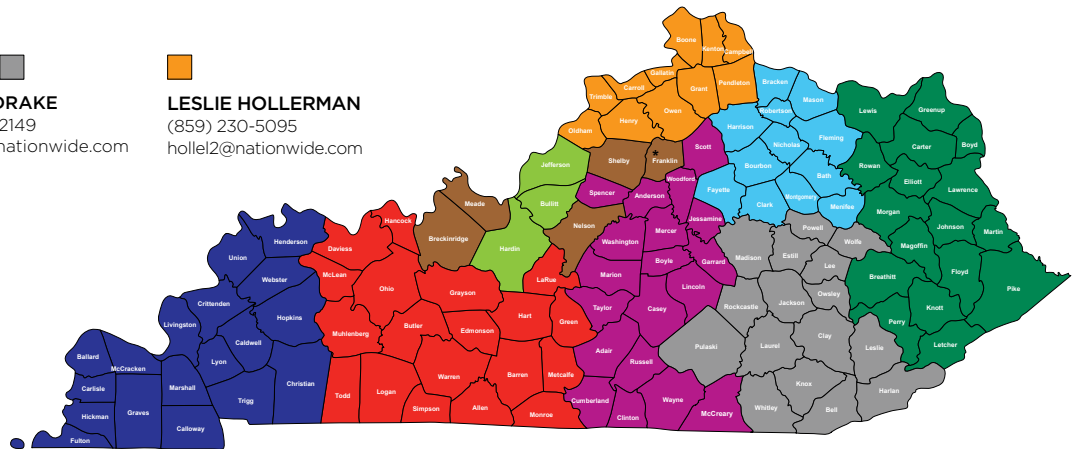 DRAKE
2149
nationwide.com
LESLIE HOLLERMAN
(859) 230-5095
hollel2@nationwide.com
Boone
Kenton
Campbell
Gallatin
Carroll
Grant
Pendleton
Trimble
Owen
Henry
Oldham
Bracken
Mason
Robertson
Harrison
Fleming
Nicholas
Bourbon
Bath
Fayette
Clark
Montgomery
Menifee
Lewis
Greenup
Carter
Boyd
Rowan
Elliott
Lawrence
Morgan
Johnson
Martin
Magoffin
Floyd
Breathitt
Pike
Knott
Perry
Letcher
Jefferson
Bullitt
Hardin
Shelby
*
Franklin
Nelson
Meade
Breckinridge
Scott
Woodford
Spencer
Anderson
Jessamine
Mercer
Washington
Boyle
Garrard
Marion
Lincoln
Taylor
Casey
Adair
Russell
Cumberland
Wayne
Clinton
McCreary
Powell
Wolfe
Madison
Estill
Lee
Owsley
Rockcastle
Jackson
Pulaski
Laurel
Clay
Leslie
Knox
Harlan
Whitley
Bell
Hancock
Daviess
McLean
Ohio
Grayson
LaRue
Hart
Green
Muhlenberg
Butler
Edmonson
Warren
Barren
Metcalfe
Todd
Logan
Simpson
Allen
Monroe
Henderson
Union
Webster
Crittenden
Hopkins
Livingston
Caldwell
Lyon
Christian
Trigg
Ballard
McCracken
Carlisle
Marshall
Hickman
Graves
Calloway
Fulton